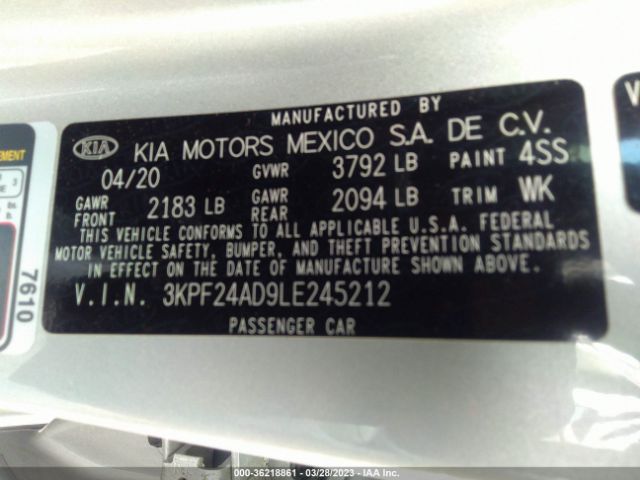 MANUFACTURED BY
KIA KIA MOTORS MEXICO S.A. DE C.V.
04/20 GVWR 3792 LB PAINT 4SS
GAWR FRONT 2183 LB GAWR REAR 2094 LB TRIM WK
THIS VEHICLE CONFORMS TO ALL APPLICABLE U.S.A. FEDERAL
MOTOR VEHICLE SAFETY, BUMPER, AND THEFT PREVENTION STANDARDS
IN EFFECT ON THE DATE OF MANUFACTURE SHOWN ABOVE.
V.I.N. 3KPF24AD9LE245212
PASSENGER CAR
7610
000-36218861 | 03/28/2023 | IAA Inc.